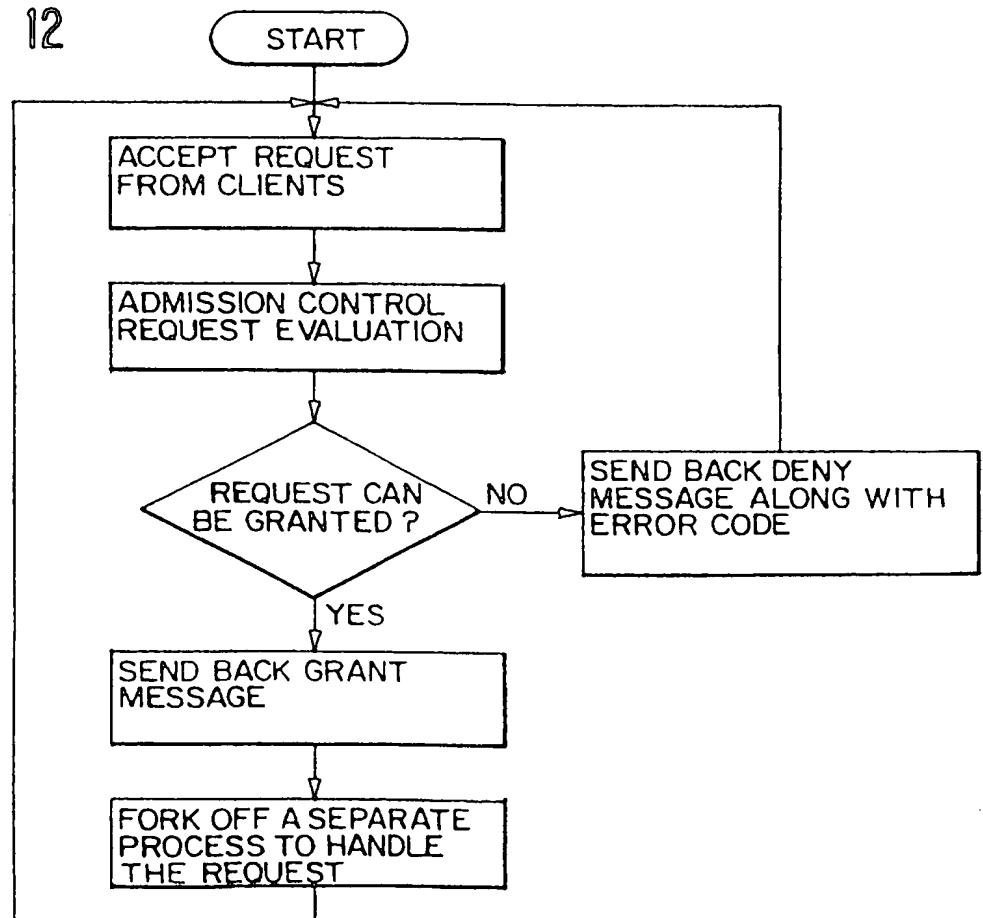 12
START
ACCEPT REQUEST
FROM CLIENTS
ADMISSION CONTROL
REQUEST EVALUATION
REQUEST CAN
BE GRANTED ?
NO
SEND BACK DENY
MESSAGE ALONG WITH
ERROR CODE
YES
SEND BACK GRANT
MESSAGE
FORK OFF A SEPARATE
PROCESS TO HANDLE
THE REQUEST